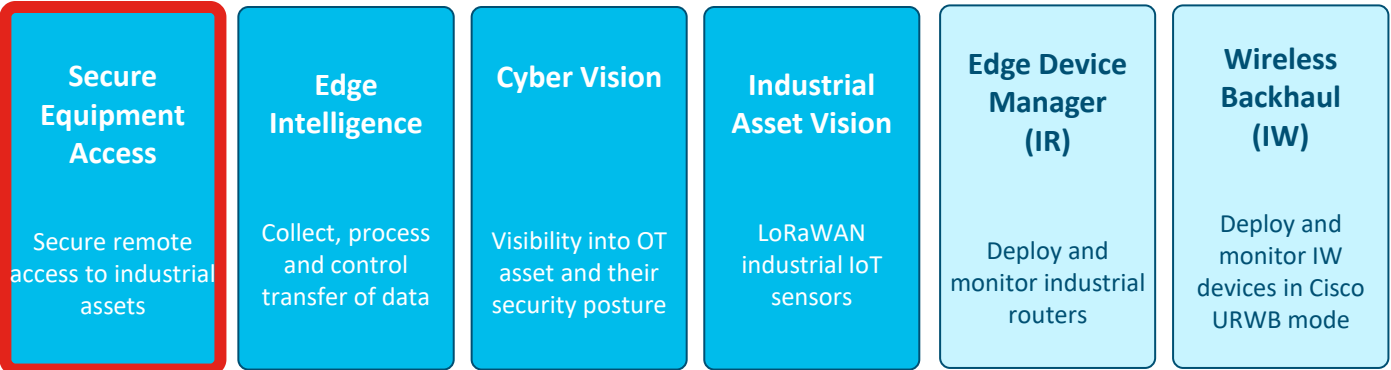 Secure
Equipment
Access
Secure remote
access to industrial
assets
Edge
Intelligence
Collect, process
and control
transfer of data
Cyber Vision
Visibility into OT
asset and their
security posture
Industrial
Asset Vision
LoRaWAN
industrial IoT
sensors
Edge Device
Manager
(IR)
Deploy and
monitor industrial
routers
Wireless
Backhaul
(IW)
Deploy and
monitor IW
devices in Cisco
URWB mode